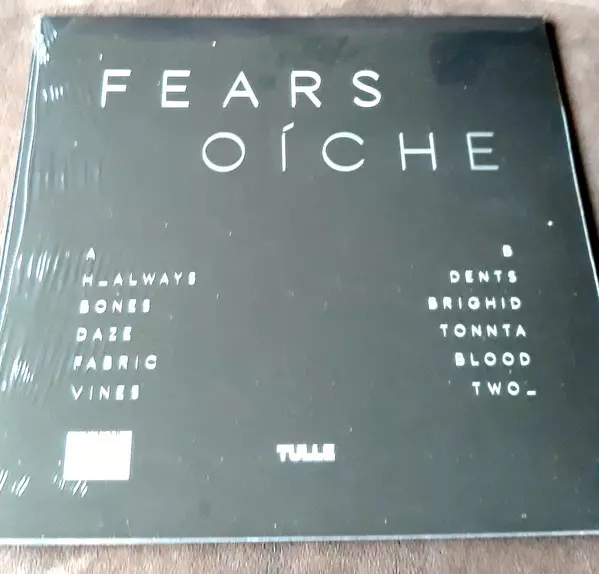 FEARS
OÍCHE
A
H_ALWAYS
BONES
DAZE
FABRIC
VINES
B
DENTS
BRIGHID
TONNTA
BLOOD
TWO_
TULLE